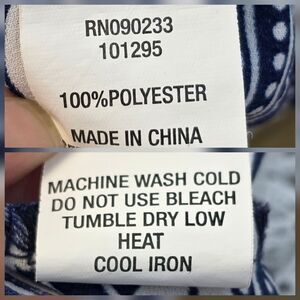 RN090233
101295
100%POLYESTER
MADE IN CHINA
MACHINE WASH COLD
DO NOT USE BLEACH
TUMBLE DRY LOW
HEAT
COOL IRON